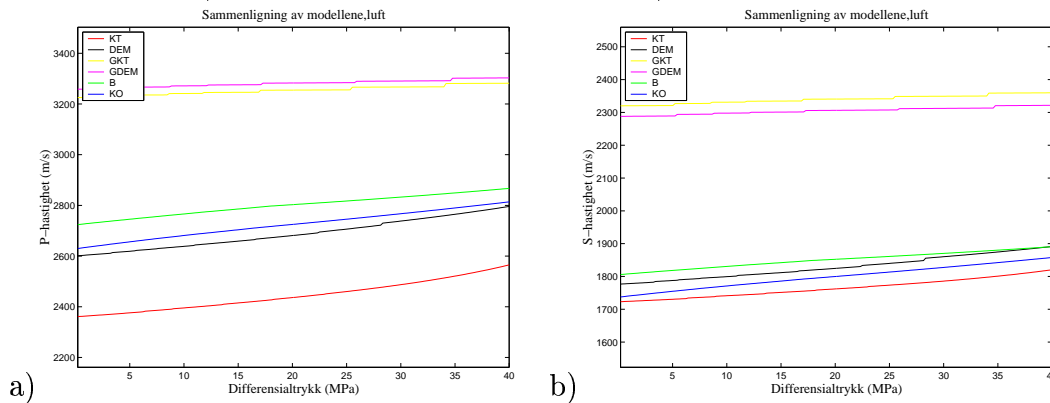 Sammenligning av modellene,luft
KT
DEM
GKT
GDEM
B
KO
3400
3200
3000
2800
2600
2400
2200
P-hastighet (m/s)
5 10 15 20 25 30 35 40
Differensialtrykk (MPa)
a)
Sammenligning av modellene,luft
KT
DEM
GKT
GDEM
B
KO
2500
2400
2300
2200
2100
2000
1900
1800
1700
1600
S-hastighet (m/s)
5 10 15 20 25 30 35 40
Differensialtrykk (MPa)
b)